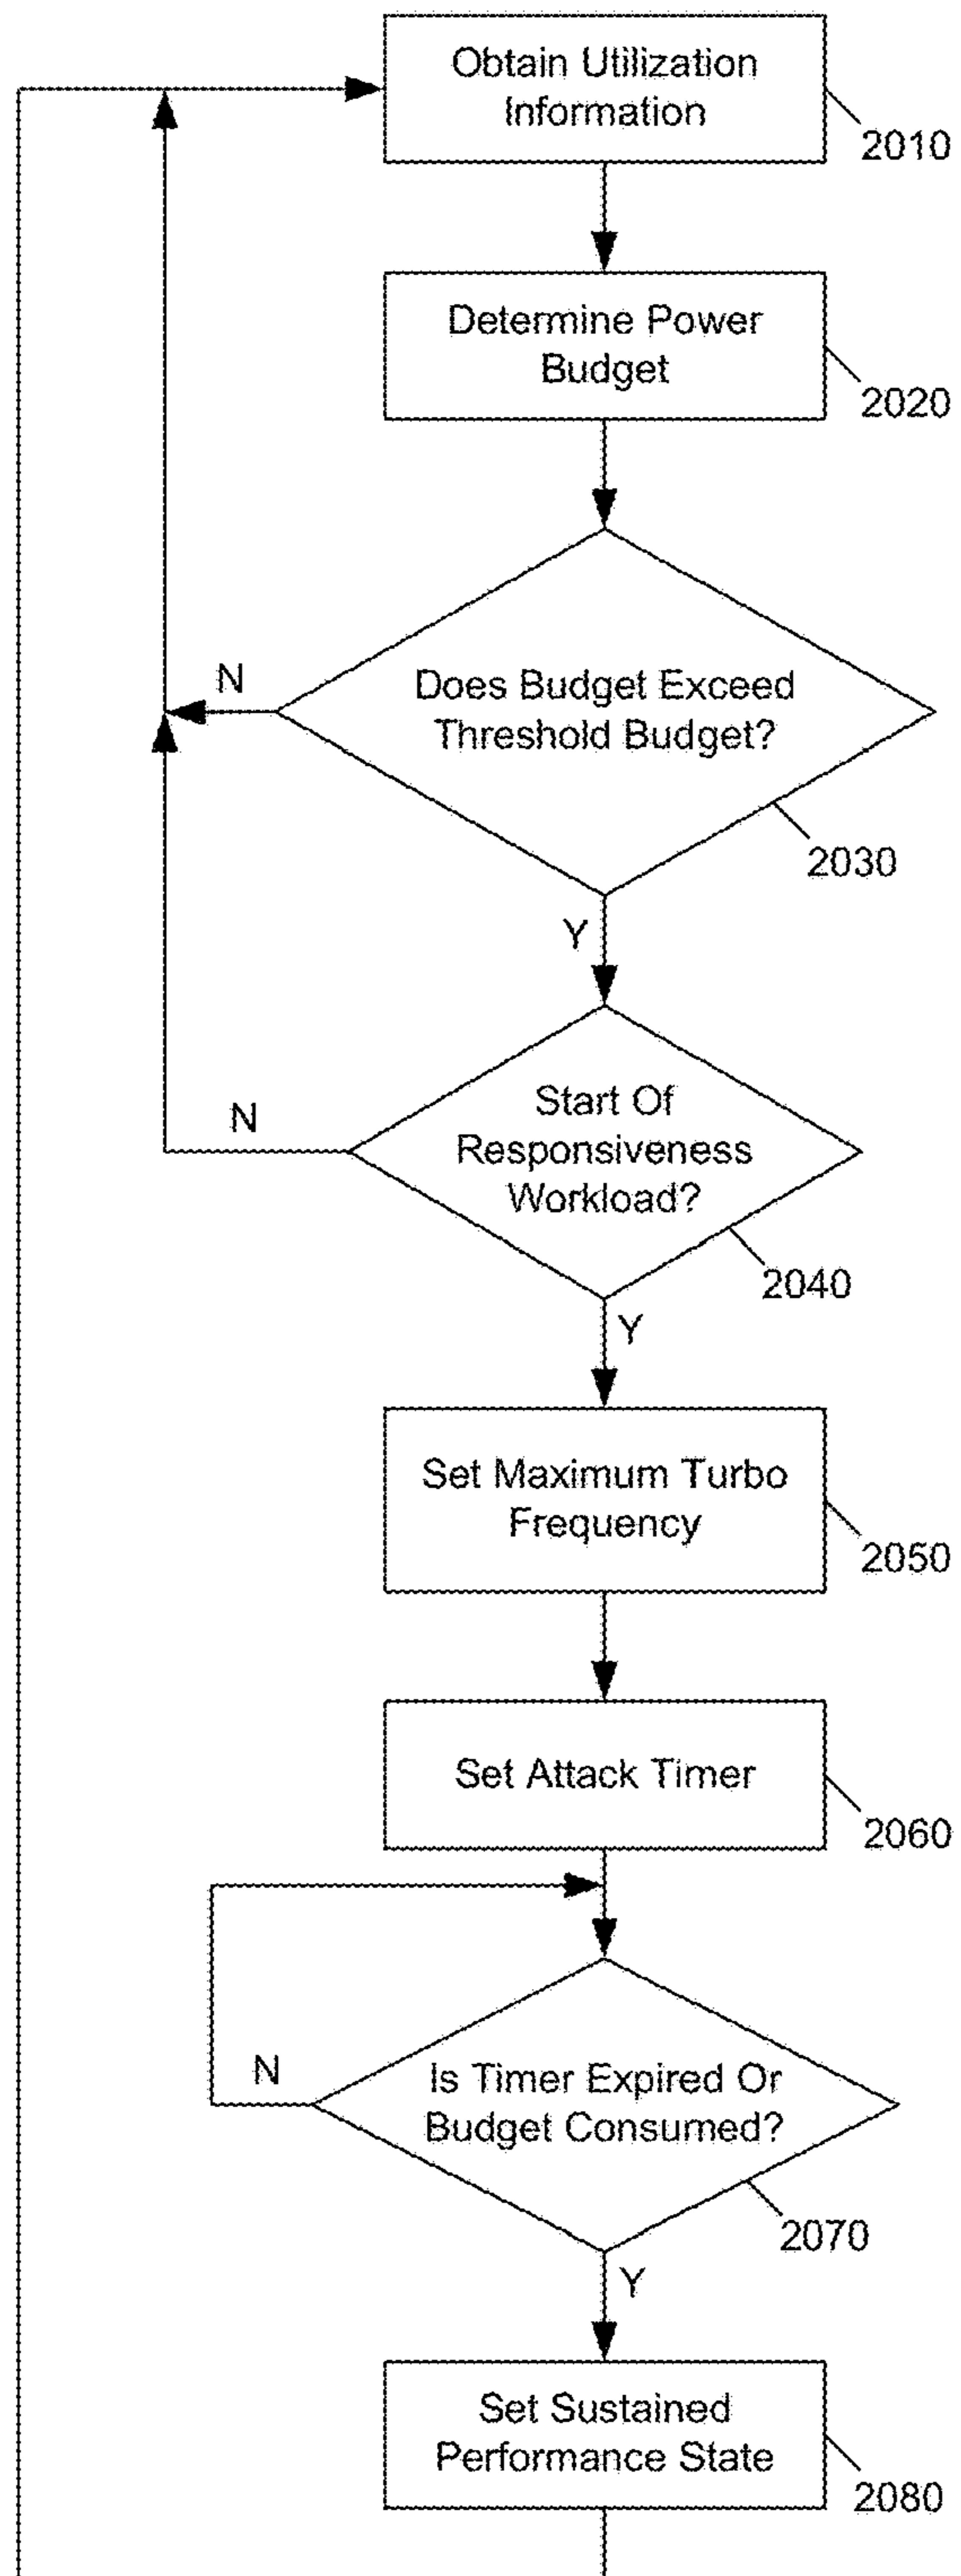 Obtain Utilization
Information
2010
Determine Power
Budget
2020
Does Budget Exceed
Threshold Budget?
N
2030
Y
Start Of
Responsiveness
Workload?
N
2040
Y
Set Maximum Turbo
Frequency
2050
Set Attack Timer
2060
Is Timer Expired Or
Budget Consumed?
N
2070
Y
Set Sustained
Performance State
2080